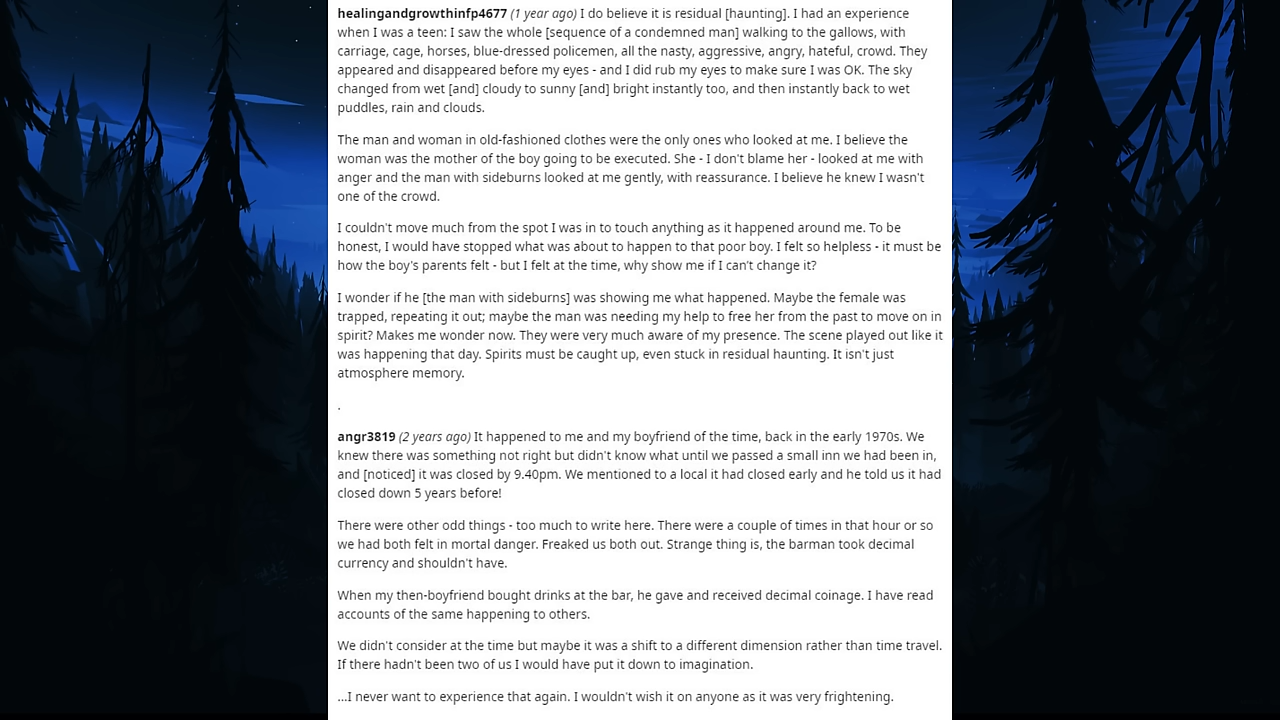 healingandgrowthinfp4677 (1 year ago) I do believe it is residual [haunting]. I had an experience
when I was a teen: I saw the whole [sequence of a condemned man] walking to the gallows, with
carriage, cage, horses, blue-dressed policemen, all the nasty, aggressive, angry, hateful, crowd. They
appeared and disappeared before my eyes - and I did rub my eyes to make sure I was OK. The sky
changed from wet [and] cloudy to sunny [and] bright instantly too, and then instantly back to wet
puddles, rain and clouds.
The man and woman in old-fashioned clothes were the only ones who looked at me. I believe the
woman was the mother of the boy going to be executed. She - I don't blame her - looked at me with
anger and the man with sideburns looked at me gently, with reassurance. I believe he knew I wasn't
one of the crowd.
I couldn't move much from the spot I was in to touch anything as it happened around me. To be
honest, I would have stopped what was about to happen to that poor boy. I felt so helpless - it must be
how the boy's parents felt - but I felt at the time, why show me if I can't change it?
I wonder if he [the man with sideburns] was showing me what happened. Maybe the female was
trapped, repeating it out; maybe the man was needing my help to free her from the past to move on in
spirit? Makes me wonder now. They were very much aware of my presence. The scene played out like it
was happening that day. Spirits must be caught up, even stuck in residual haunting. It isn't just
atmosphere memory.
.
angr3819 (2 years ago) It happened to me and my boyfriend of the time, back in the early 1970s. We
knew there was something not right but didn't know what until we passed a small inn we had been in,
and [noticed] it was closed by 9.40pm. We mentioned to a local it had closed early and he told us it had
closed down 5 years before!
There were other odd things - too much to write here. There were a couple of times in that hour or so
we had both felt in mortal danger. Freaked us both out. Strange thing is, the barman took decimal
currency and shouldn't have.
When my then-boyfriend bought drinks at the bar, he gave and received decimal coinage. I have read
accounts of the same happening to others.
We didn't consider at the time but maybe it was a shift to a different dimension rather than time travel.
If there hadn't been two of us I would have put it down to imagination.
...I never want to experience that again. I wouldn't wish it on anyone as it was very frightening.